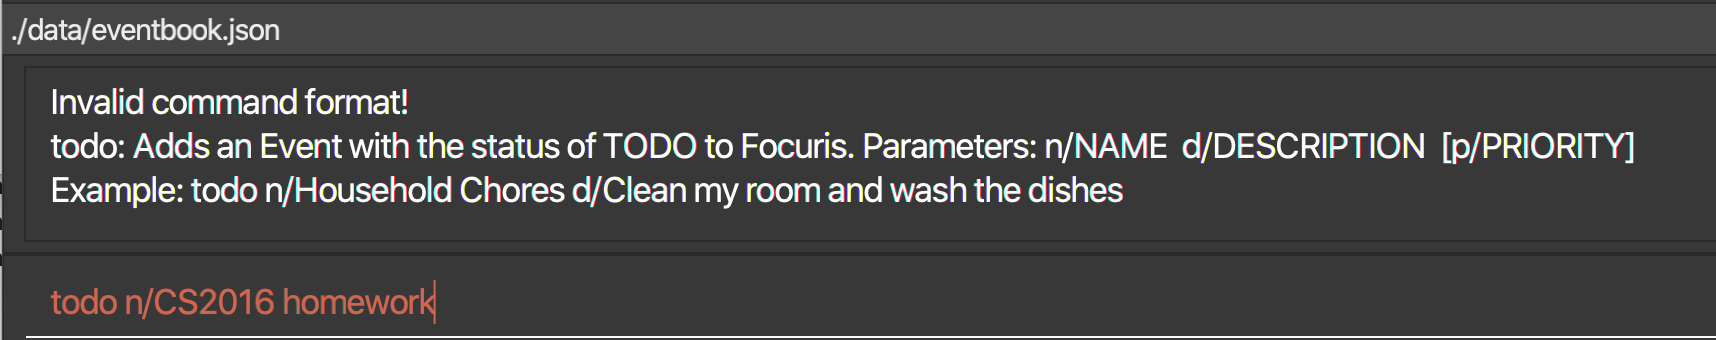 ./data/eventbook.json
Invalid command format!
todo: Adds an Event with the status of TODO to Focuris. Parameters: n/NAME  d/DESCRIPTION  [p/PRIORITY]
Example: todo n/Household Chores d/Clean my room and wash the dishes
todo n/CS2016 homework